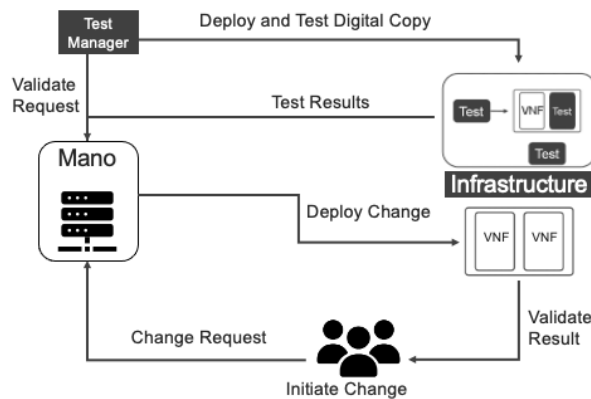 Test
Manager
Deploy and Test Digital Copy
Validate
Request
Test Results
Test
VNF
Test
Test
Mano
Infrastructure
Deploy Change
VNF
VNF
Change Request
Validate
Result
Initiate Change